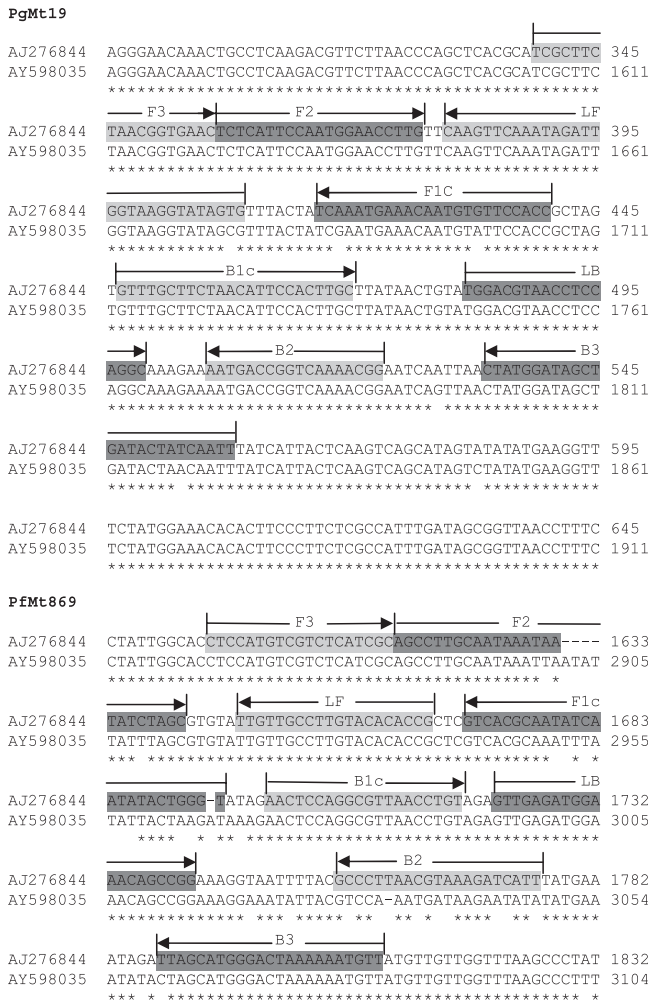 PgMt19
AJ276844 AGGGAACAAACTGCCTCAAGACGTTCTTAACCCAGCTCACGCATCGCTTC 345
AY598035 AGGGAACAAACTGCCTCAAGACGTTCTTAACCCAGCTCACGCATCGCTTC 1611
**************************************************
F3 F2 LF
AJ276844 TAACGGTGAACTCTCATTCCAATGGAACCTTGTTCAAGTTCAAATAGATT 395
AY598035 TAACGGTGAACTCTCATTCCAATGGAACCTTGTTCAAGTTCAAATAGATT 1661
**************************************************
F1C
AJ276844 GGTAAGGTATAGTGTTTACTATCAAATGAAACAATGTGTTCCACCGCTAG 445
AY598035 GGTAAGGTATAGCGTTTACTATCGAATGAAACAATGTATTCCACCGCTAG 1711
************ ********** ************* ************
B1c LB
AJ276844 TGTTTGGTTCTAACATTCCACTTGCTTATAACTGTATGGACGTAACCTCC 495
AY598035 TGTTTGCTTCTAACATTCCACTTGCTTATAACTGTATGGACGTAACCTCC 1761
**************************************************
B2 B3
AJ276844 AGGCAAAGAAAATGACCGGTCAAAACGGAATCAATTAACTATGGATAGCT 545
AY598035 AGGCAAAGAAAATGACCGGTCAAAACGGAATCAGTTAACTATGGATAGCT 1811
********************************* ****************
AJ276844 GATACTATCAATTTATCATTACTCAAGTCAGCATAGTATATATGAAGGTT 595
AY598035 GATACTAACAATTTATCATTACTCAAGTCAGCATAGTCTATATGAAGGTT 1861
******* ***************************** ************
AJ276844 TCTATGGAAACACACTTCCCTTCTCGCCATTTGATAGCGGTTAACCTTTC 645
AY598035 TCTATGGAAACACACTTCCCTTCTCGCCATTTGATAGCGGTTAACCTTTC 1911
**************************************************
PfMt869
F3 F2
AJ276844 CTATTGGCACCTCCATGTCGTCTCATCGCAGCCTTGCAATAAATAA---- 1633
AY598035 CTATTGGCACCTCCATGTCGTCTCATCGCAGCCTTGCAATAAATTAATAT 2905
******************************************** *
LF F1c
AJ276844 TATCTAGCGTGTATTGTTGCCTTGTACACACCGCTCGTCACGCAATATCA 1683
AY598035 TATTTAGCGTGTATTGTTGCCTTGTACACACCGCTCGTCACGCAAATTTA 2955
*** ***************************************** * *
B1c LB
AJ276844 ATATACTGGG-TATAGAACTCCAGGCGTTAACCTGTAGAGTTGAGATGGA 1732
AY598035 TATTACTAAGATAAAGAACTCCAGGCGTTAACCTGTAGAGTTGAGATGGA 3005
**** * ** ************************************
B2
AJ276844 AACAGCCGGAAAGGTAATTTTACGCCCTTAACGTAAAGATCATTTATGAA 1782
AY598035 AACAGCCGGAAAGGAAATATTACGTCCA-AATGATAAGAATATATATGAA 3054
************** *** ***** ** ** * **** ** ******
B3
AJ276844 ATAGATTAGCATGGGACTAAAAAATGTTATGTTGTTGGTTTAAGCCCTAT 1832
AY598035 ATATACTAGCATGGGACTAAAAAATGTTATGTTGTTGGTTTAAGCCCTTT 3104
*** * ****************************************** *